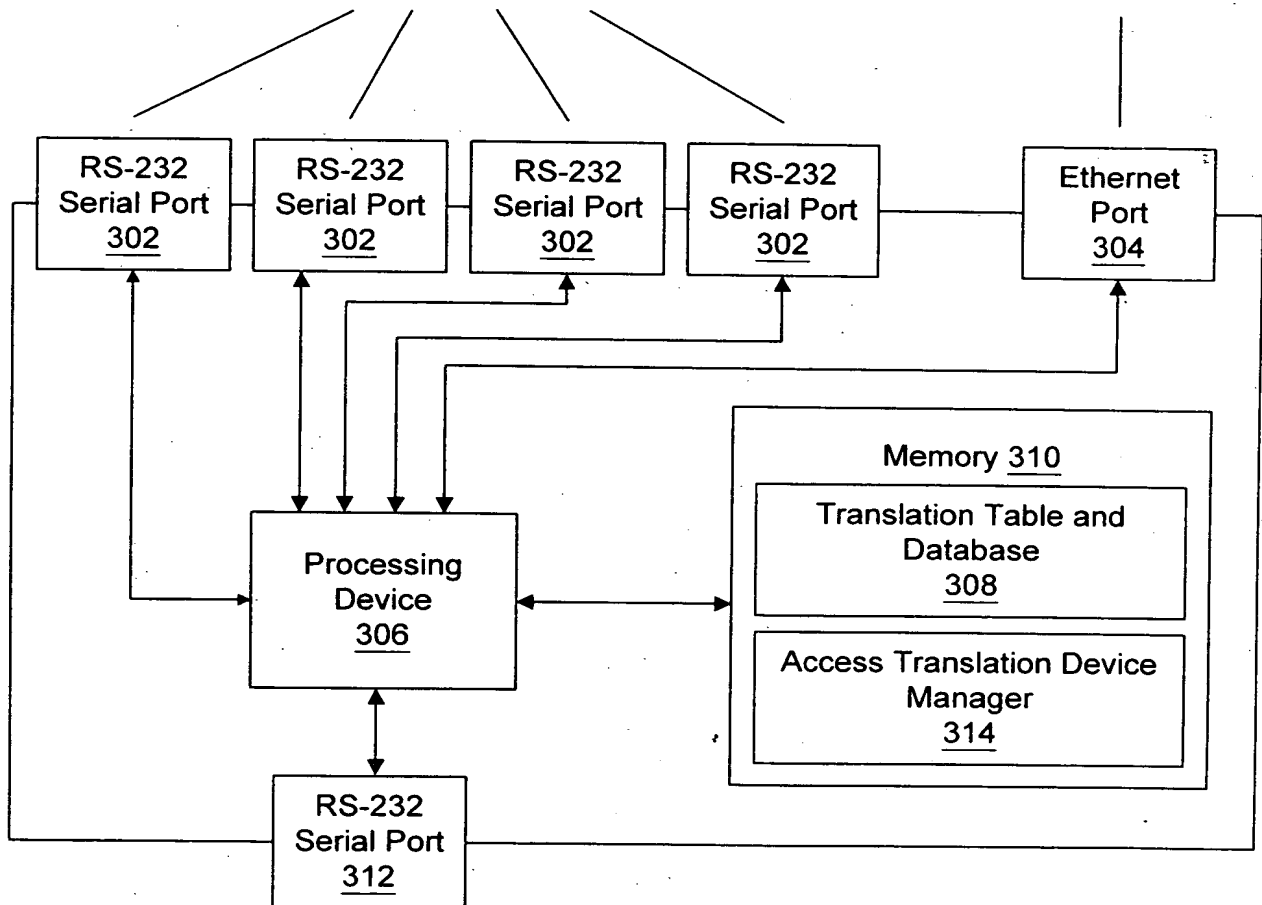 RS-232
Serial Port
302
RS-232
Serial Port
302
RS-232
Serial Port
302
RS-232
Serial Port
302
Ethernet
Port
304
Memory 310
Translation Table and
Database
308
Processing
Device
306
Access Translation Device
Manager
314
RS-232
Serial Port
312